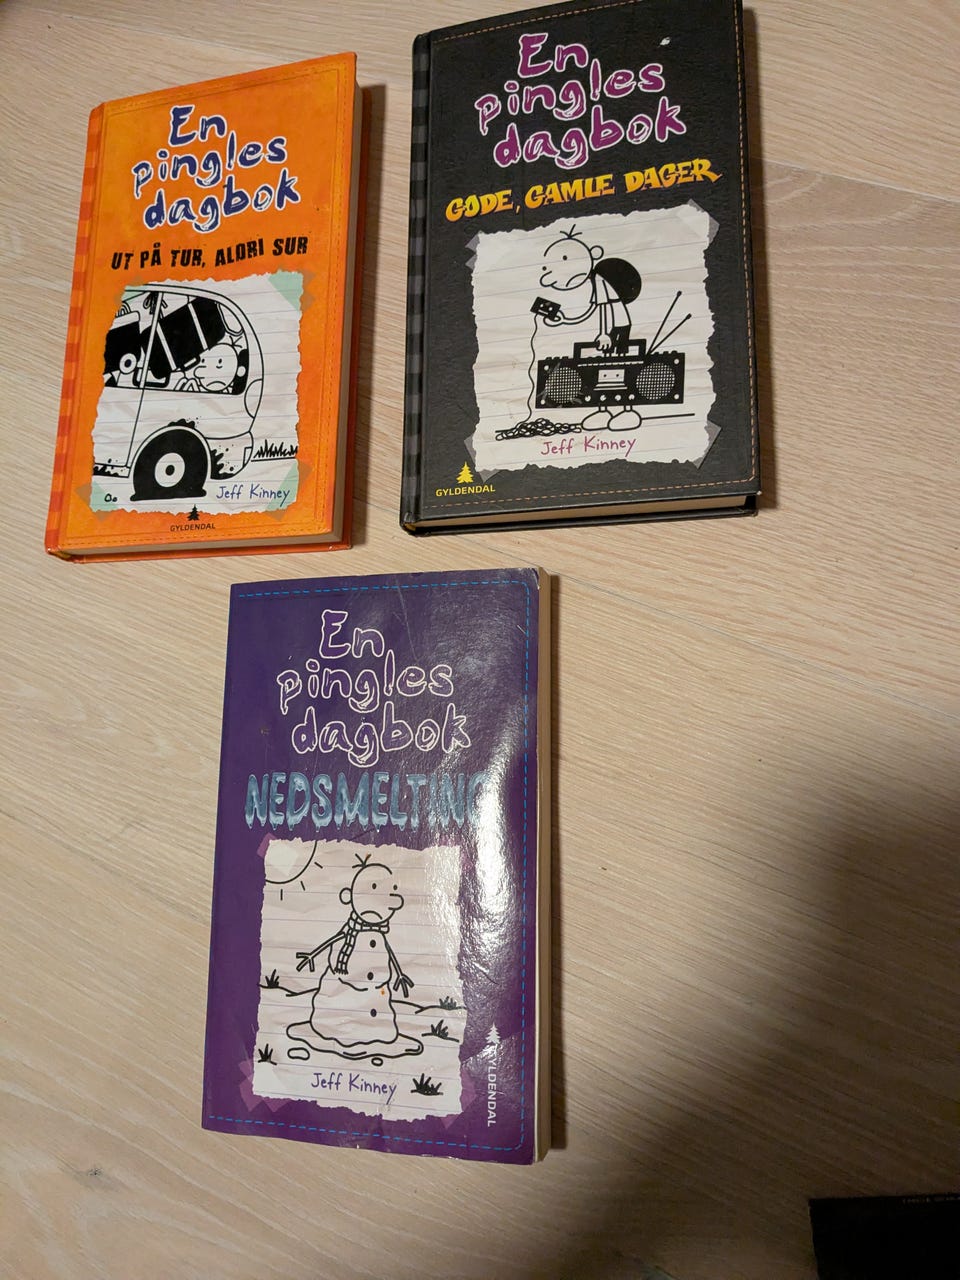 En
pingles
dagbok
UT PÅ TUR, ALDRI SUR
Jeff Kinney
GYLDENDAL
En
pingles
dagbok
GODE, GAMLE DAGER
Jeff Kinney
GYLDENDAL
En
pingles
dagbok
NEDSMELTING
Jeff Kinney
GYLDENDAL